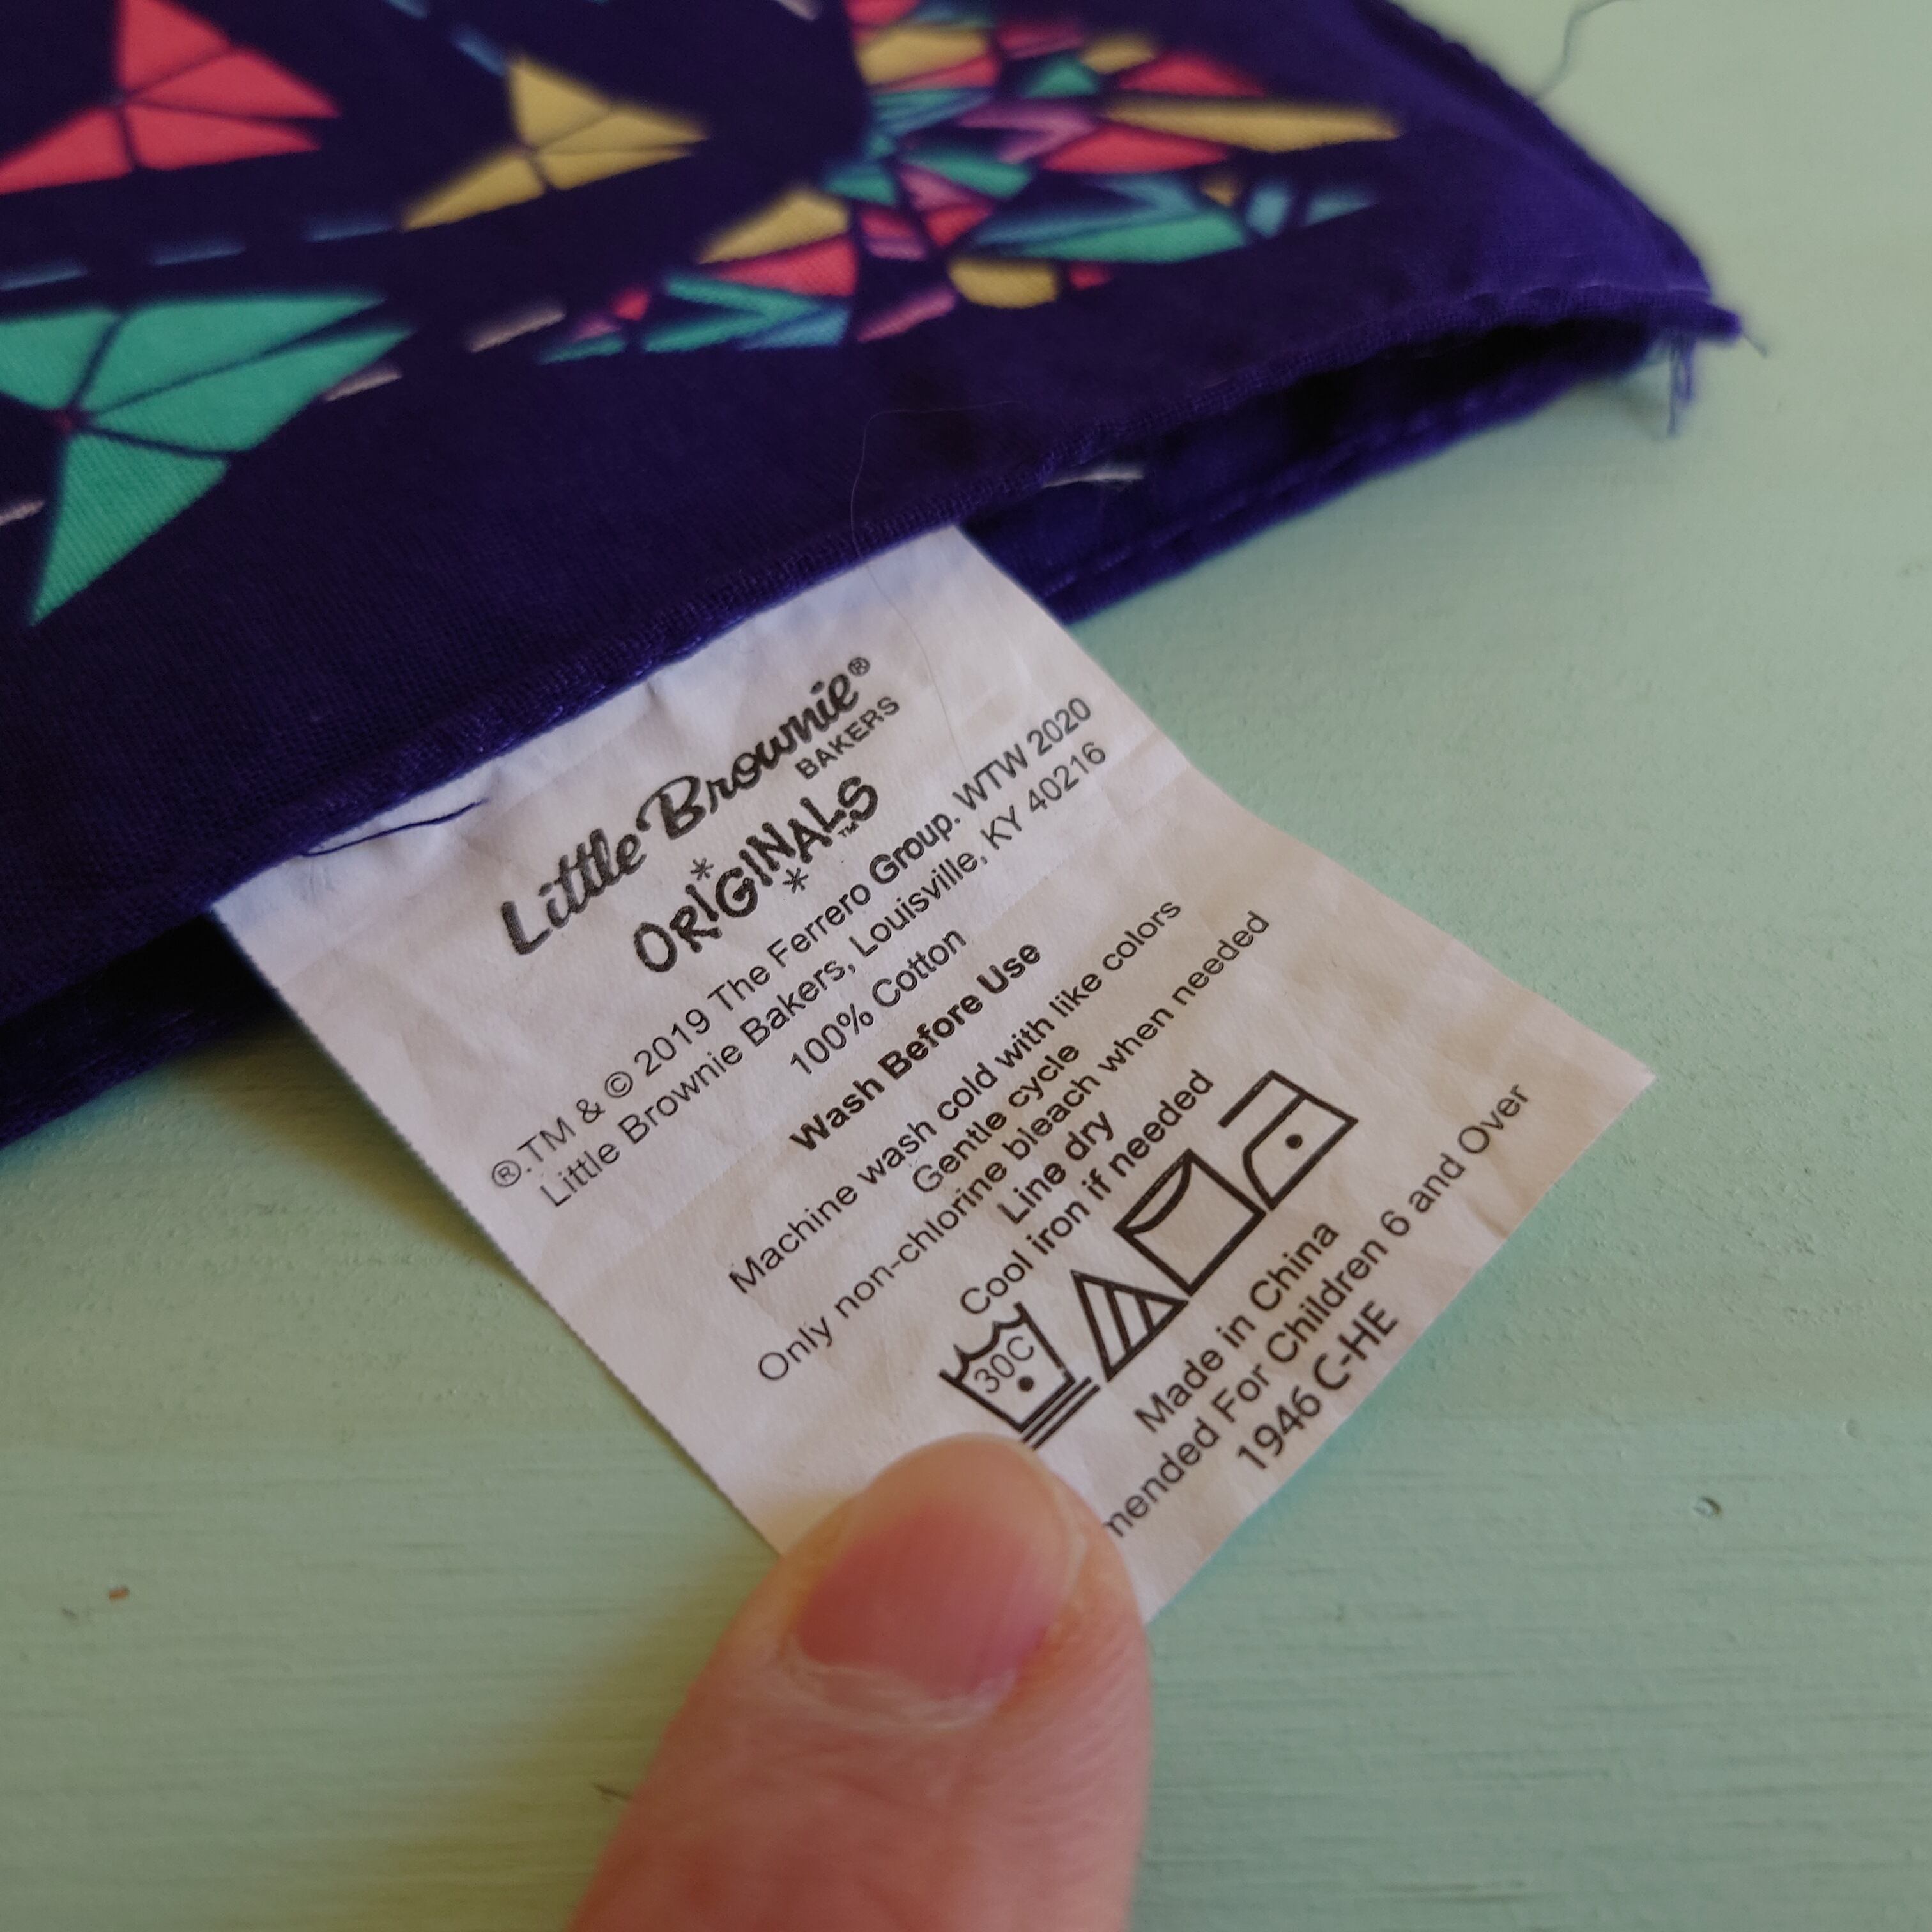 Little Brownie®
BAKERS
ORIGINALS™
®.TM & © 2019 The Ferrero Group. WTW 2020
Little Brownie Bakers, Louisville, KY 40216
100% Cotton
Wash Before Use
Machine wash cold with like colors
Gentle cycle
Only non-chlorine bleach when needed
Line dry
Cool iron if needed
30C
Made in China
mended For Children 6 and Over
1946 C-HE